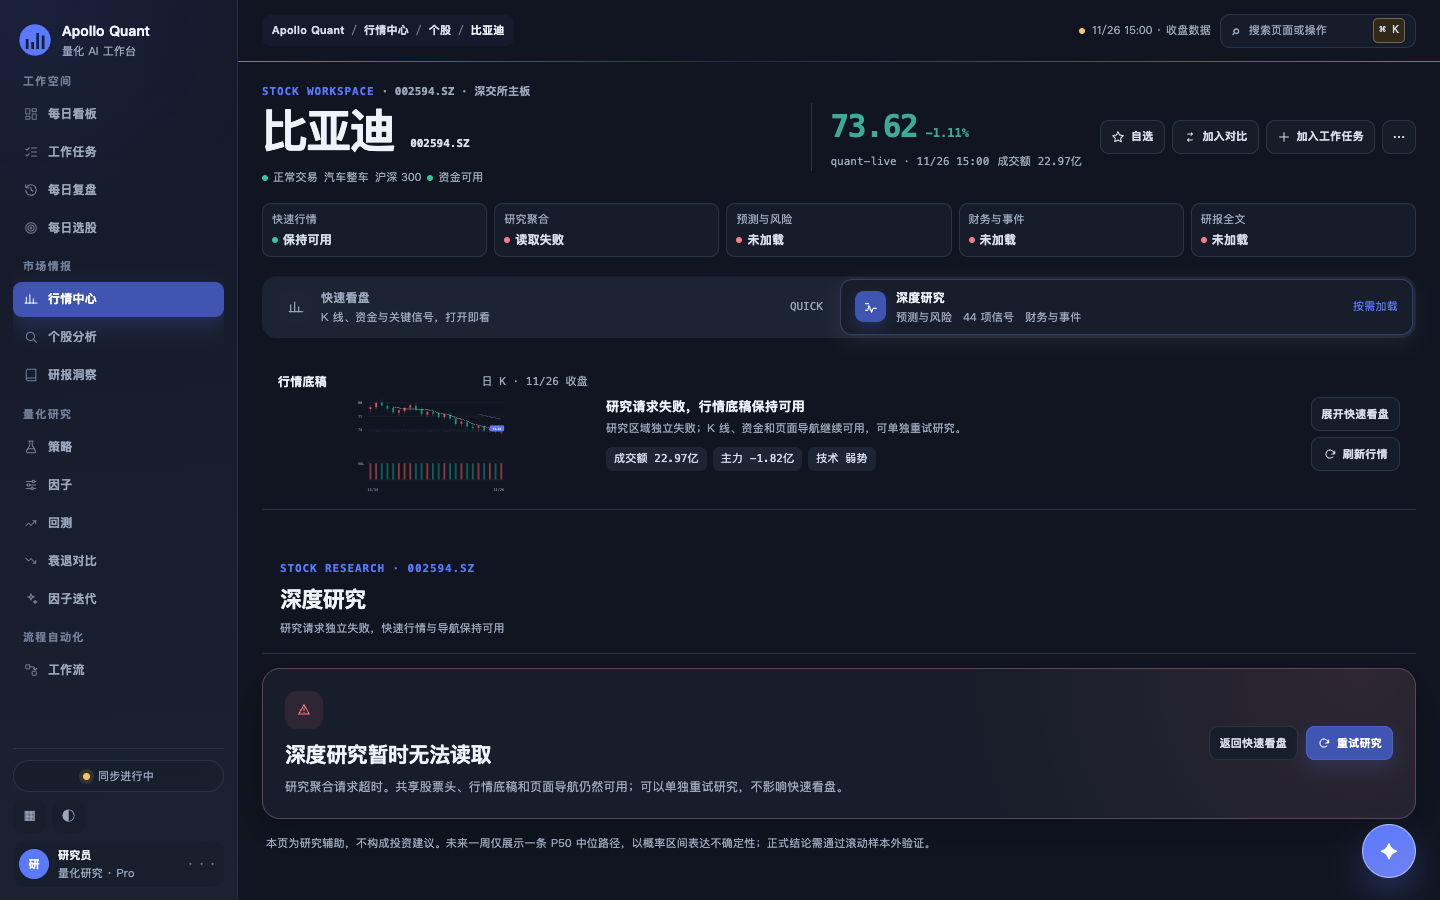 Apollo Quant
量化 AI 工作台
工作空间
每日看板
工作任务
每日复盘
每日选股
市场情报
行情中心
个股分析
研报洞察
量化研究
策略
因子
回测
衰退对比
因子迭代
流程自动化
工作流
同步进行中
研
研究员
量化研究 · Pro
Apollo Quant / 行情中心 / 个股 / 比亚迪
11/26 15:00 · 收盘数据
搜索页面或操作
⌘ K
STOCK WORKSPACE · 002594.SZ · 深交所主板
比亚迪 002594.SZ
正常交易 汽车整车 沪深 300 资金可用
73.62 -1.11%
quant-live · 11/26 15:00 成交额 22.97亿
自选
加入对比
加入工作任务
快速行情
保持可用
研究聚合
读取失败
预测与风险
未加载
财务与事件
未加载
研报全文
未加载
快速看盘
K 线、资金与关键信号，打开即看
QUICK
深度研究
预测与风险 44 项信号 财务与事件
按需加载
行情底稿
日 K · 11/26 收盘
研究请求失败，行情底稿保持可用
研究区域独立失败；K 线、资金和页面导航继续可用，可单独重试研究。
成交额 22.97亿
主力 -1.82亿
技术 弱势
展开快速看盘
刷新行情
STOCK RESEARCH · 002594.SZ
深度研究
研究请求独立失败，快速行情与导航保持可用
深度研究暂时无法读取
研究聚合请求超时。共享股票头、行情底稿和页面导航仍然可用；可以单独重试研究，不影响快速看盘。
返回快速看盘
重试研究
本页为研究辅助，不构成投资建议。未来一周仅展示一条 P50 中位路径，以概率区间表达不确定性；正式结论需通过滚动样本外验证。